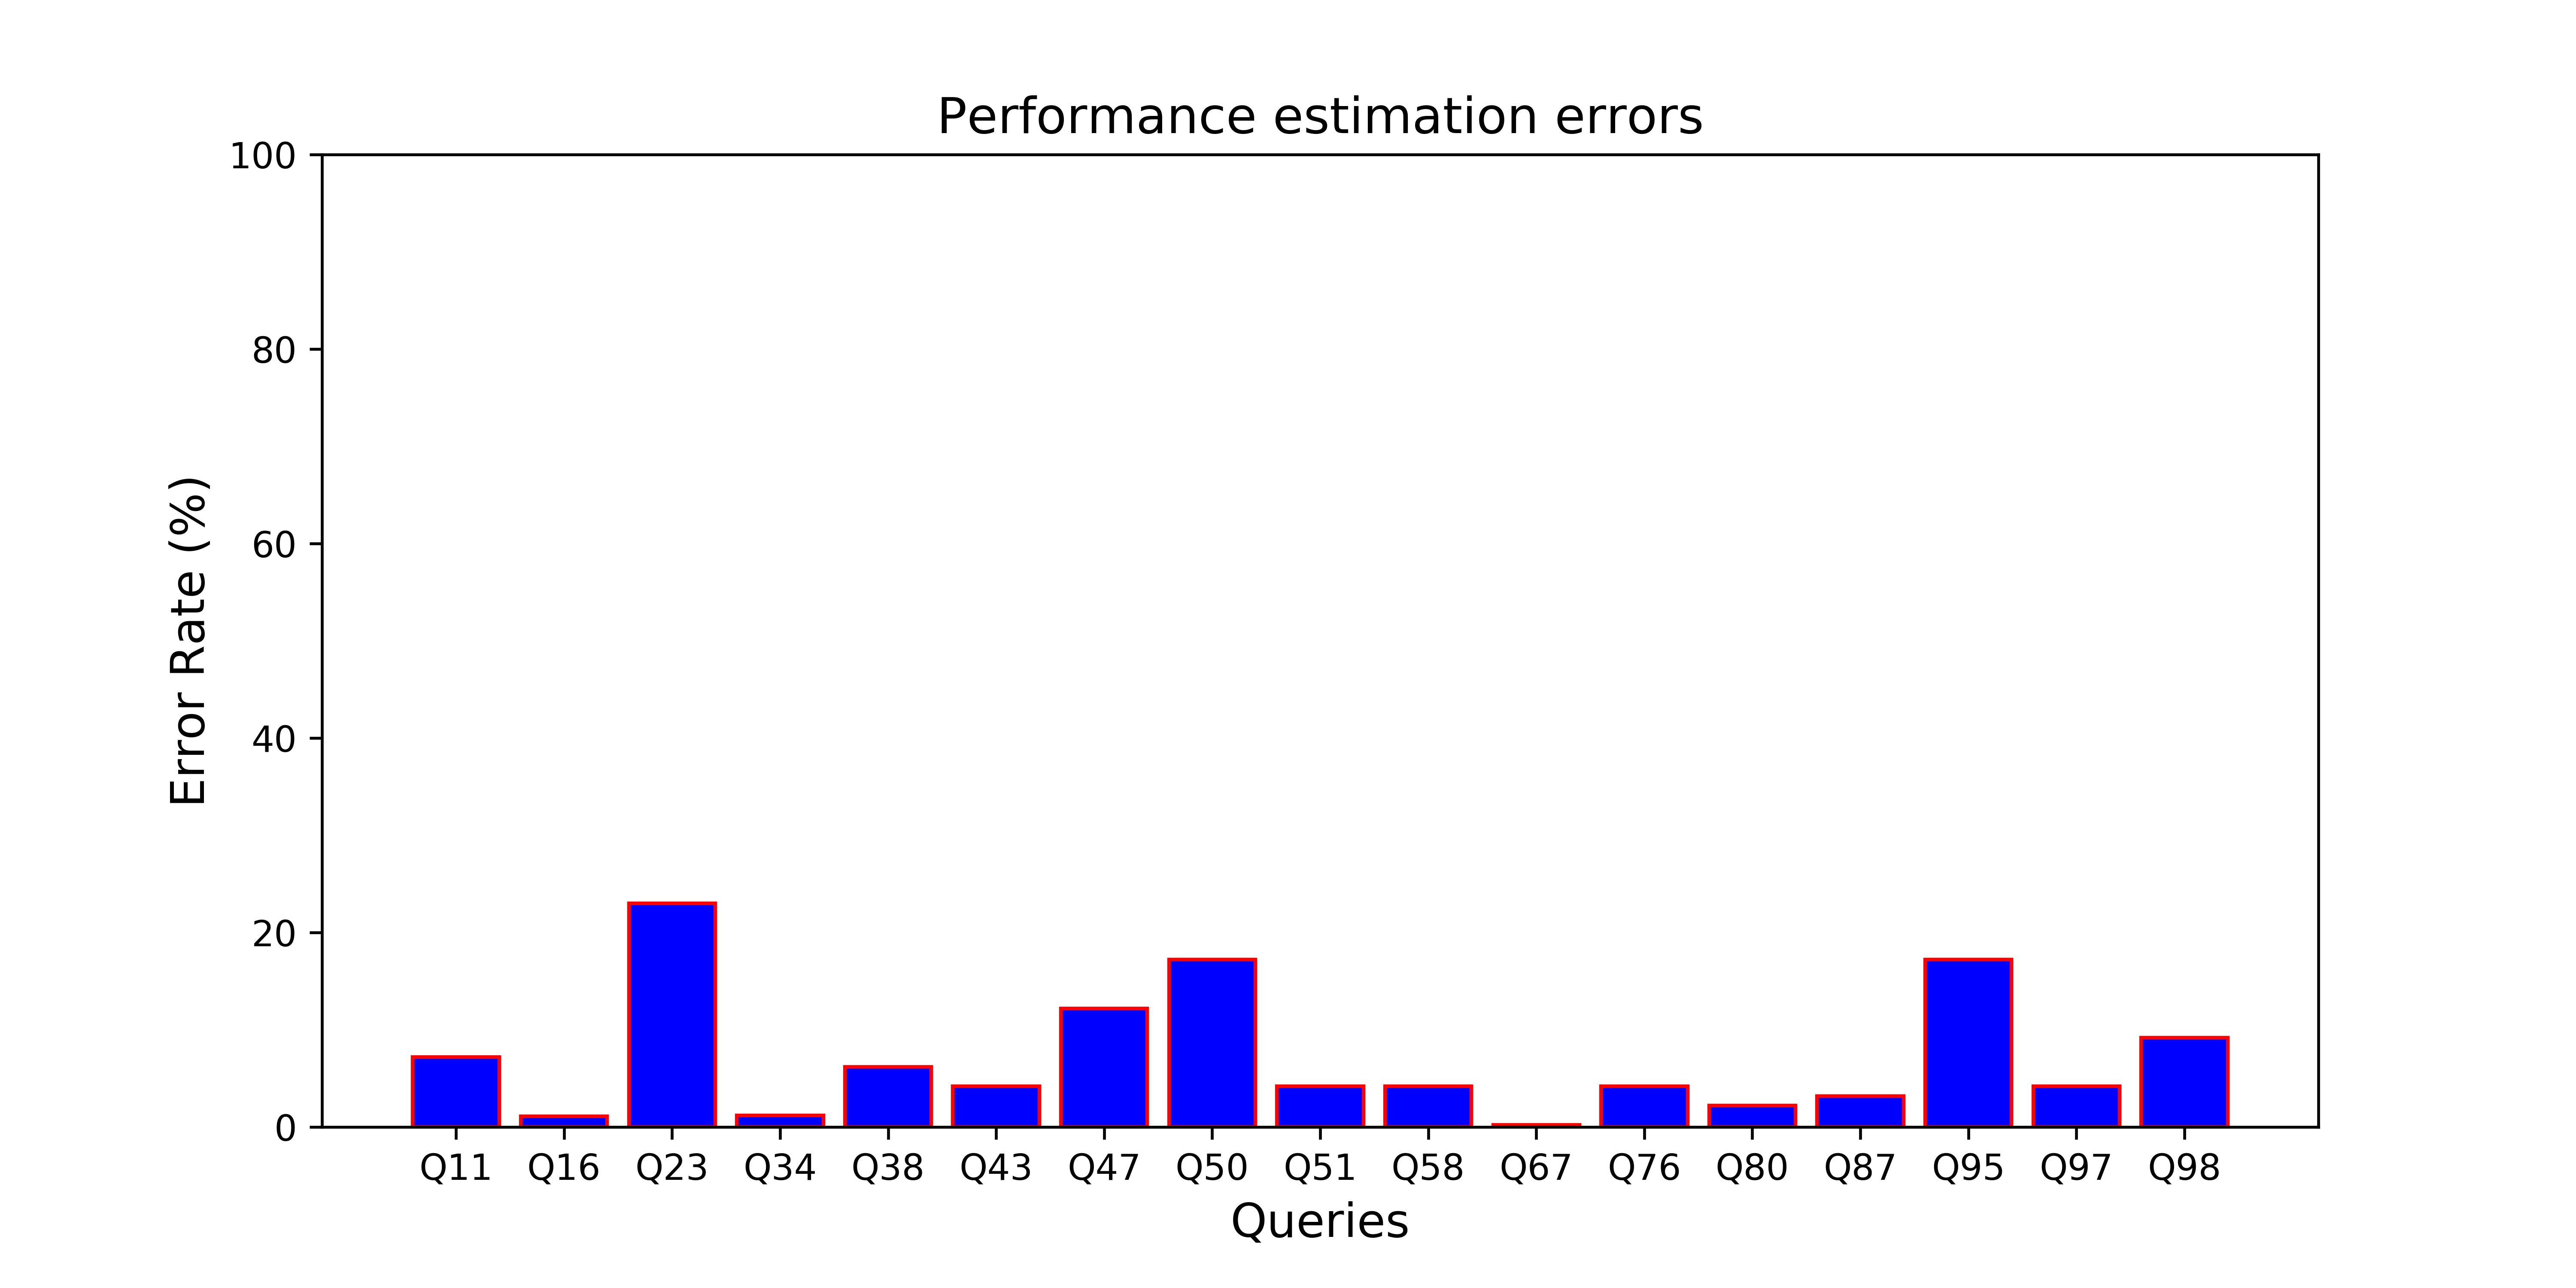 Performance estimation errors
100
80
60
40
20
0
Error Rate (%)
Q11 Q16 Q23 Q34 Q38 Q43 Q47 Q50 Q51 Q58 Q67 Q76 Q80 Q87 Q95 Q97 Q98
Queries